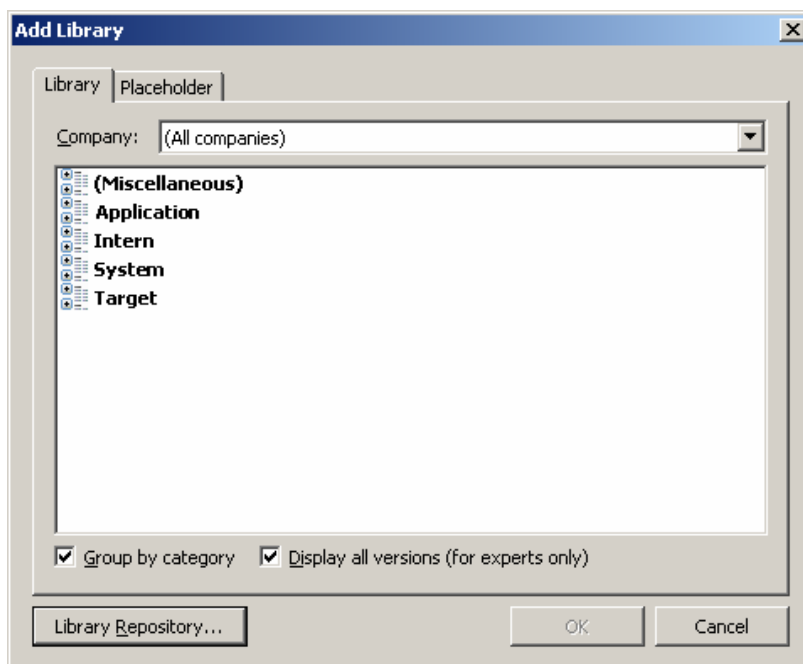 Add Library
Library Placeholder
Company: (All companies)
(Miscellaneous)
Application
Intern
System
Target
Group by category Display all versions (for experts only)
Library Repository... OK Cancel